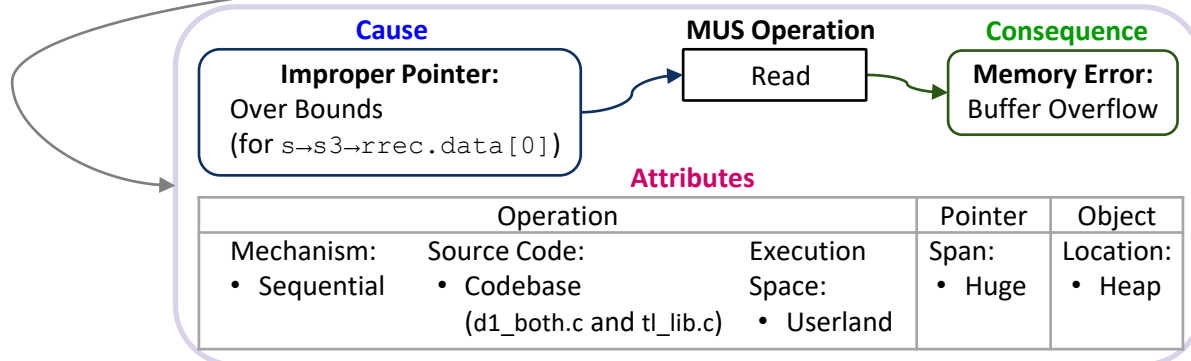 Cause
MUS Operation
Consequence
Improper Pointer:
Over Bounds
(for s→s3→rrec.data[0])
Read
Memory Error:
Buffer Overflow
Attributes
Operation
Pointer
Object
Mechanism:
• Sequential
Source Code:
• Codebase
(d1_both.c and tl_lib.c)
Execution
Space:
• Userland
Span:
• Huge
Location:
• Heap